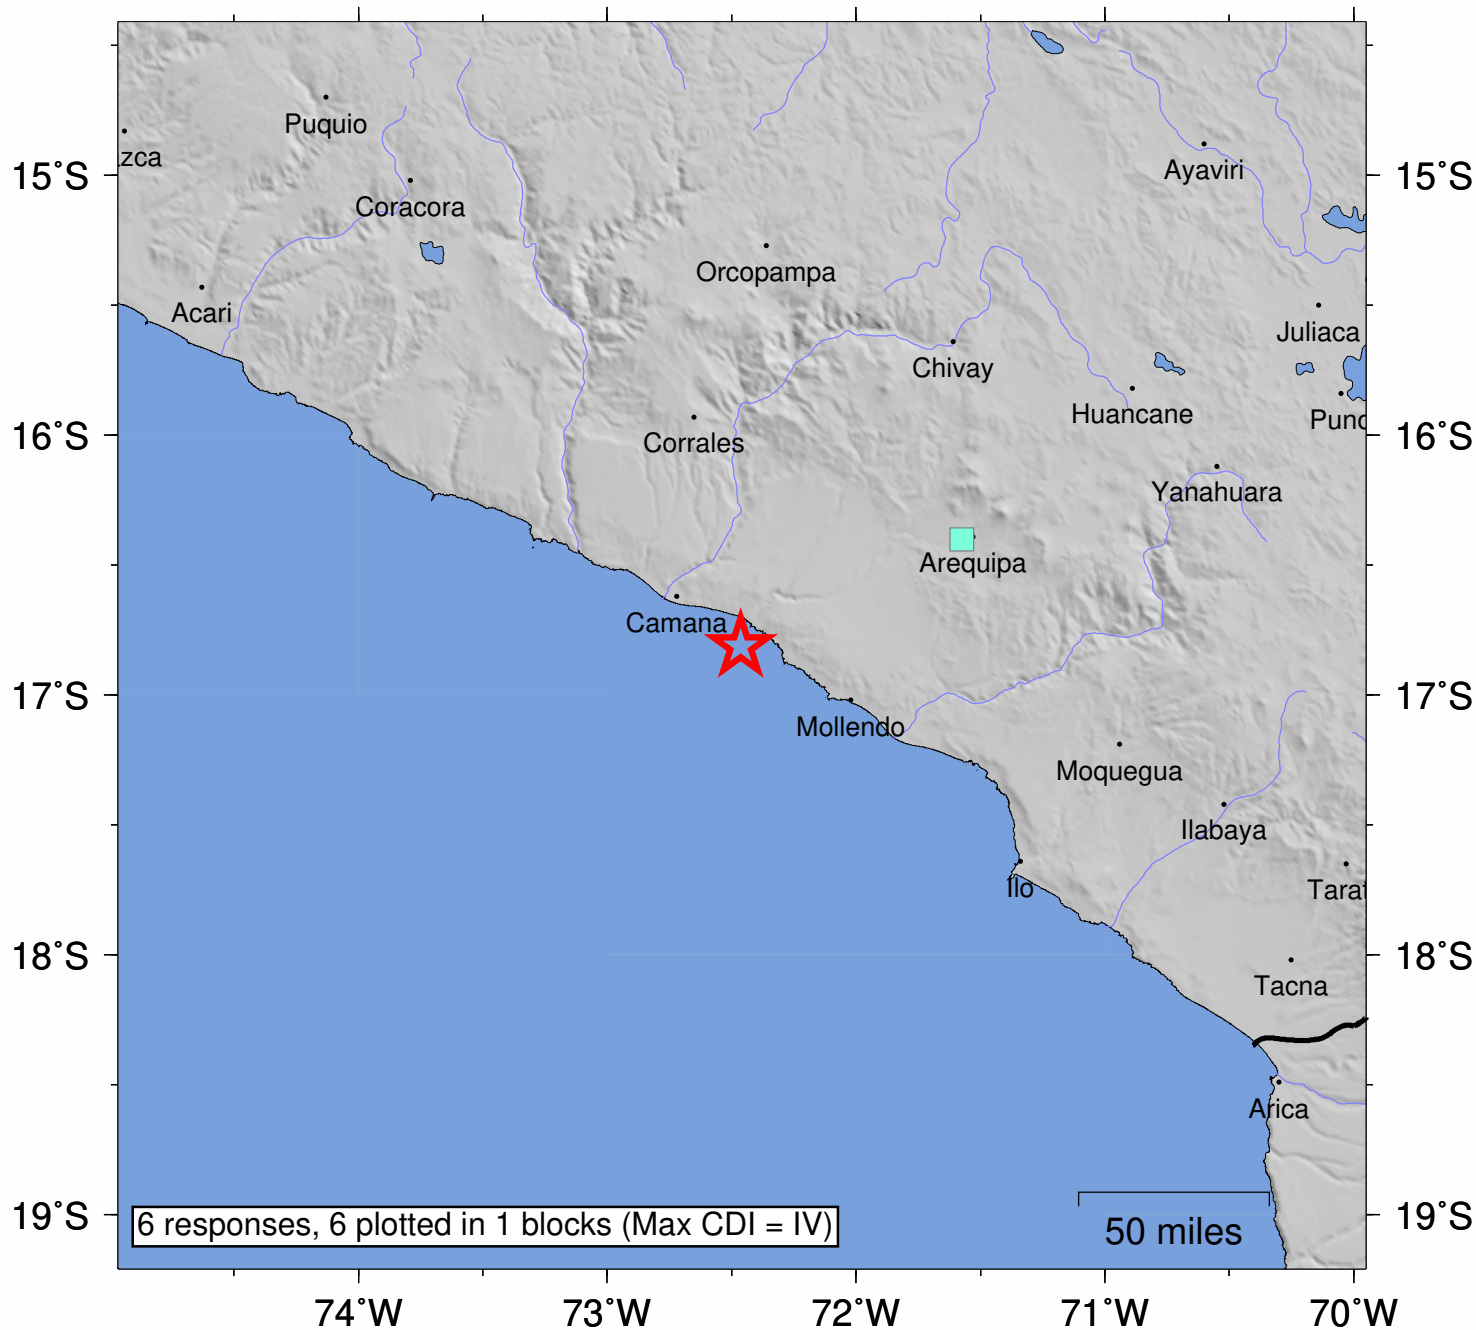 Puquio
.zca
Ayaviri
15°S
15°S
Coracora
Orcopampa
Acari
Juliaca
Chivay
Huancane
Punc
16°S
16°S
Corrales
Yanahuara
Arequipa
Camana
17°S
17°S
Mollendo
Moquegua
Ilabaya
Ilo
Tarat
18°S
18°S
Tacna
Arica
19°S
19°S
6 responses, 6 plotted in 1 blocks (Max CDI = IV)
50 miles
74°W
73°W
72°W
71°W
70°W